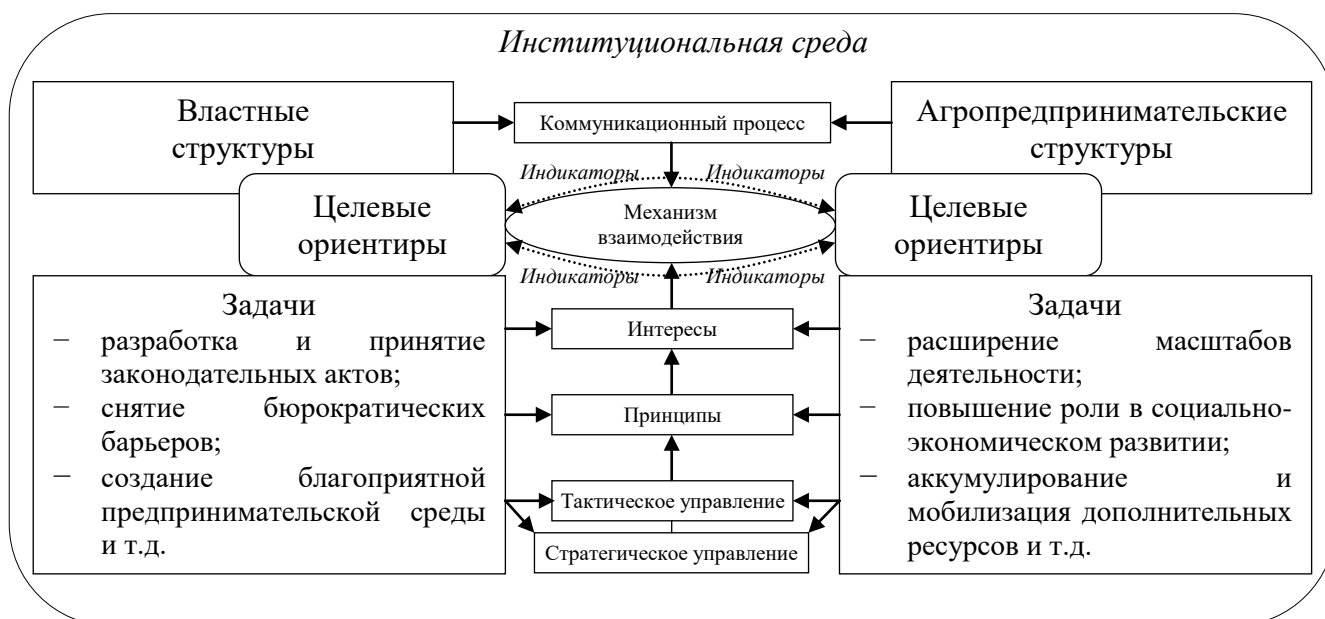 Институциональная среда
Властные
структуры
Коммуникационный процесс
Агропредпринимательские
структуры
Индикаторы
Индикаторы
Целевые
ориентиры
Механизм
взаимодействия
Целевые
ориентиры
Индикаторы
Индикаторы
Задачи
− разработка и принятие
законодательных актов;
− снятие бюрократических
барьеров;
− создание благоприятной
предпринимательской среды
и т.д.
Интересы
Принципы
Тактическое управление
Стратегическое управление
Задачи
− расширение масштабов
деятельности;
− повышение роли в социально-
экономическом развитии;
− аккумулирование и
мобилизация дополнительных
ресурсов и т.д.